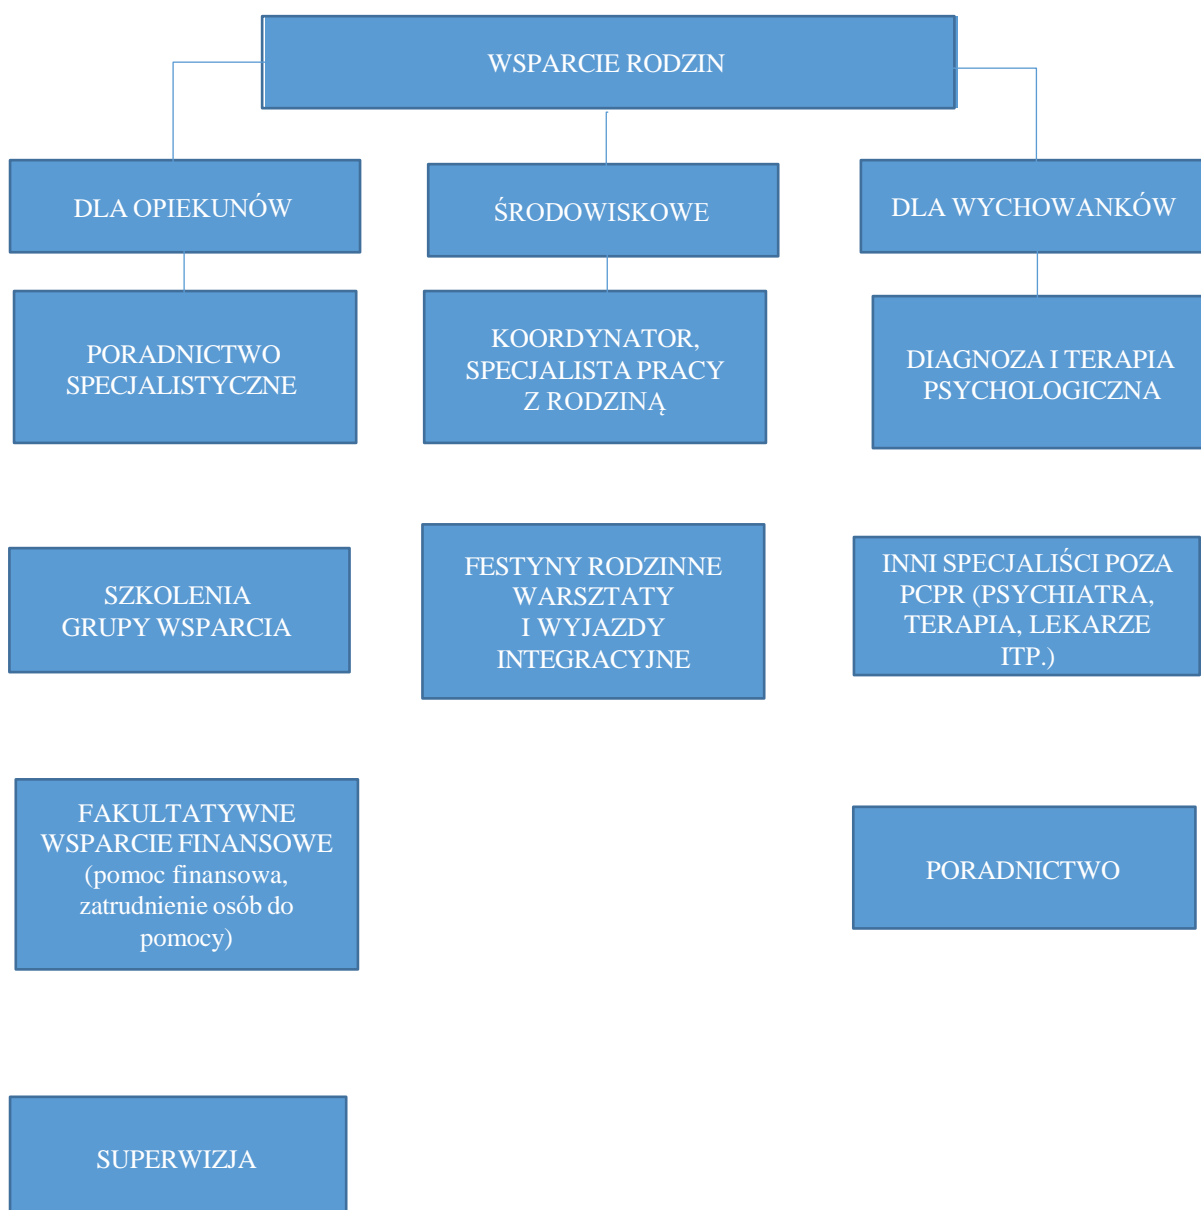 WSPARCIE RODZIN
DLA OPIEKUNÓW
ŚRODOWISKOWE
DLA WYCHOWANKÓW
PORADNICTWO
SPECJALISTYCZNE
KOORDYNATOR,
SPECJALISTA PRACY
Z RODZINĄ
DIAGNOZA I TERAPIA
PSYCHOLOGICZNA
SZKOLENIA
GRUPY WSPARCIA
FESTYNY RODZINNE
WARSZTATY
I WYJAZDY
INTEGRACYJNE
INNI SPECJALIŚCI POZA
PCPR (PSYCHIATRA,
TERAPIA, LEKARZE
ITP.)
FAKULTATYWNE
WSPARCIE FINANSOWE
(pomoc finansowa,
zatrudnienie osób do
pomocy)
PORADNICTWO
SUPERWIZJA